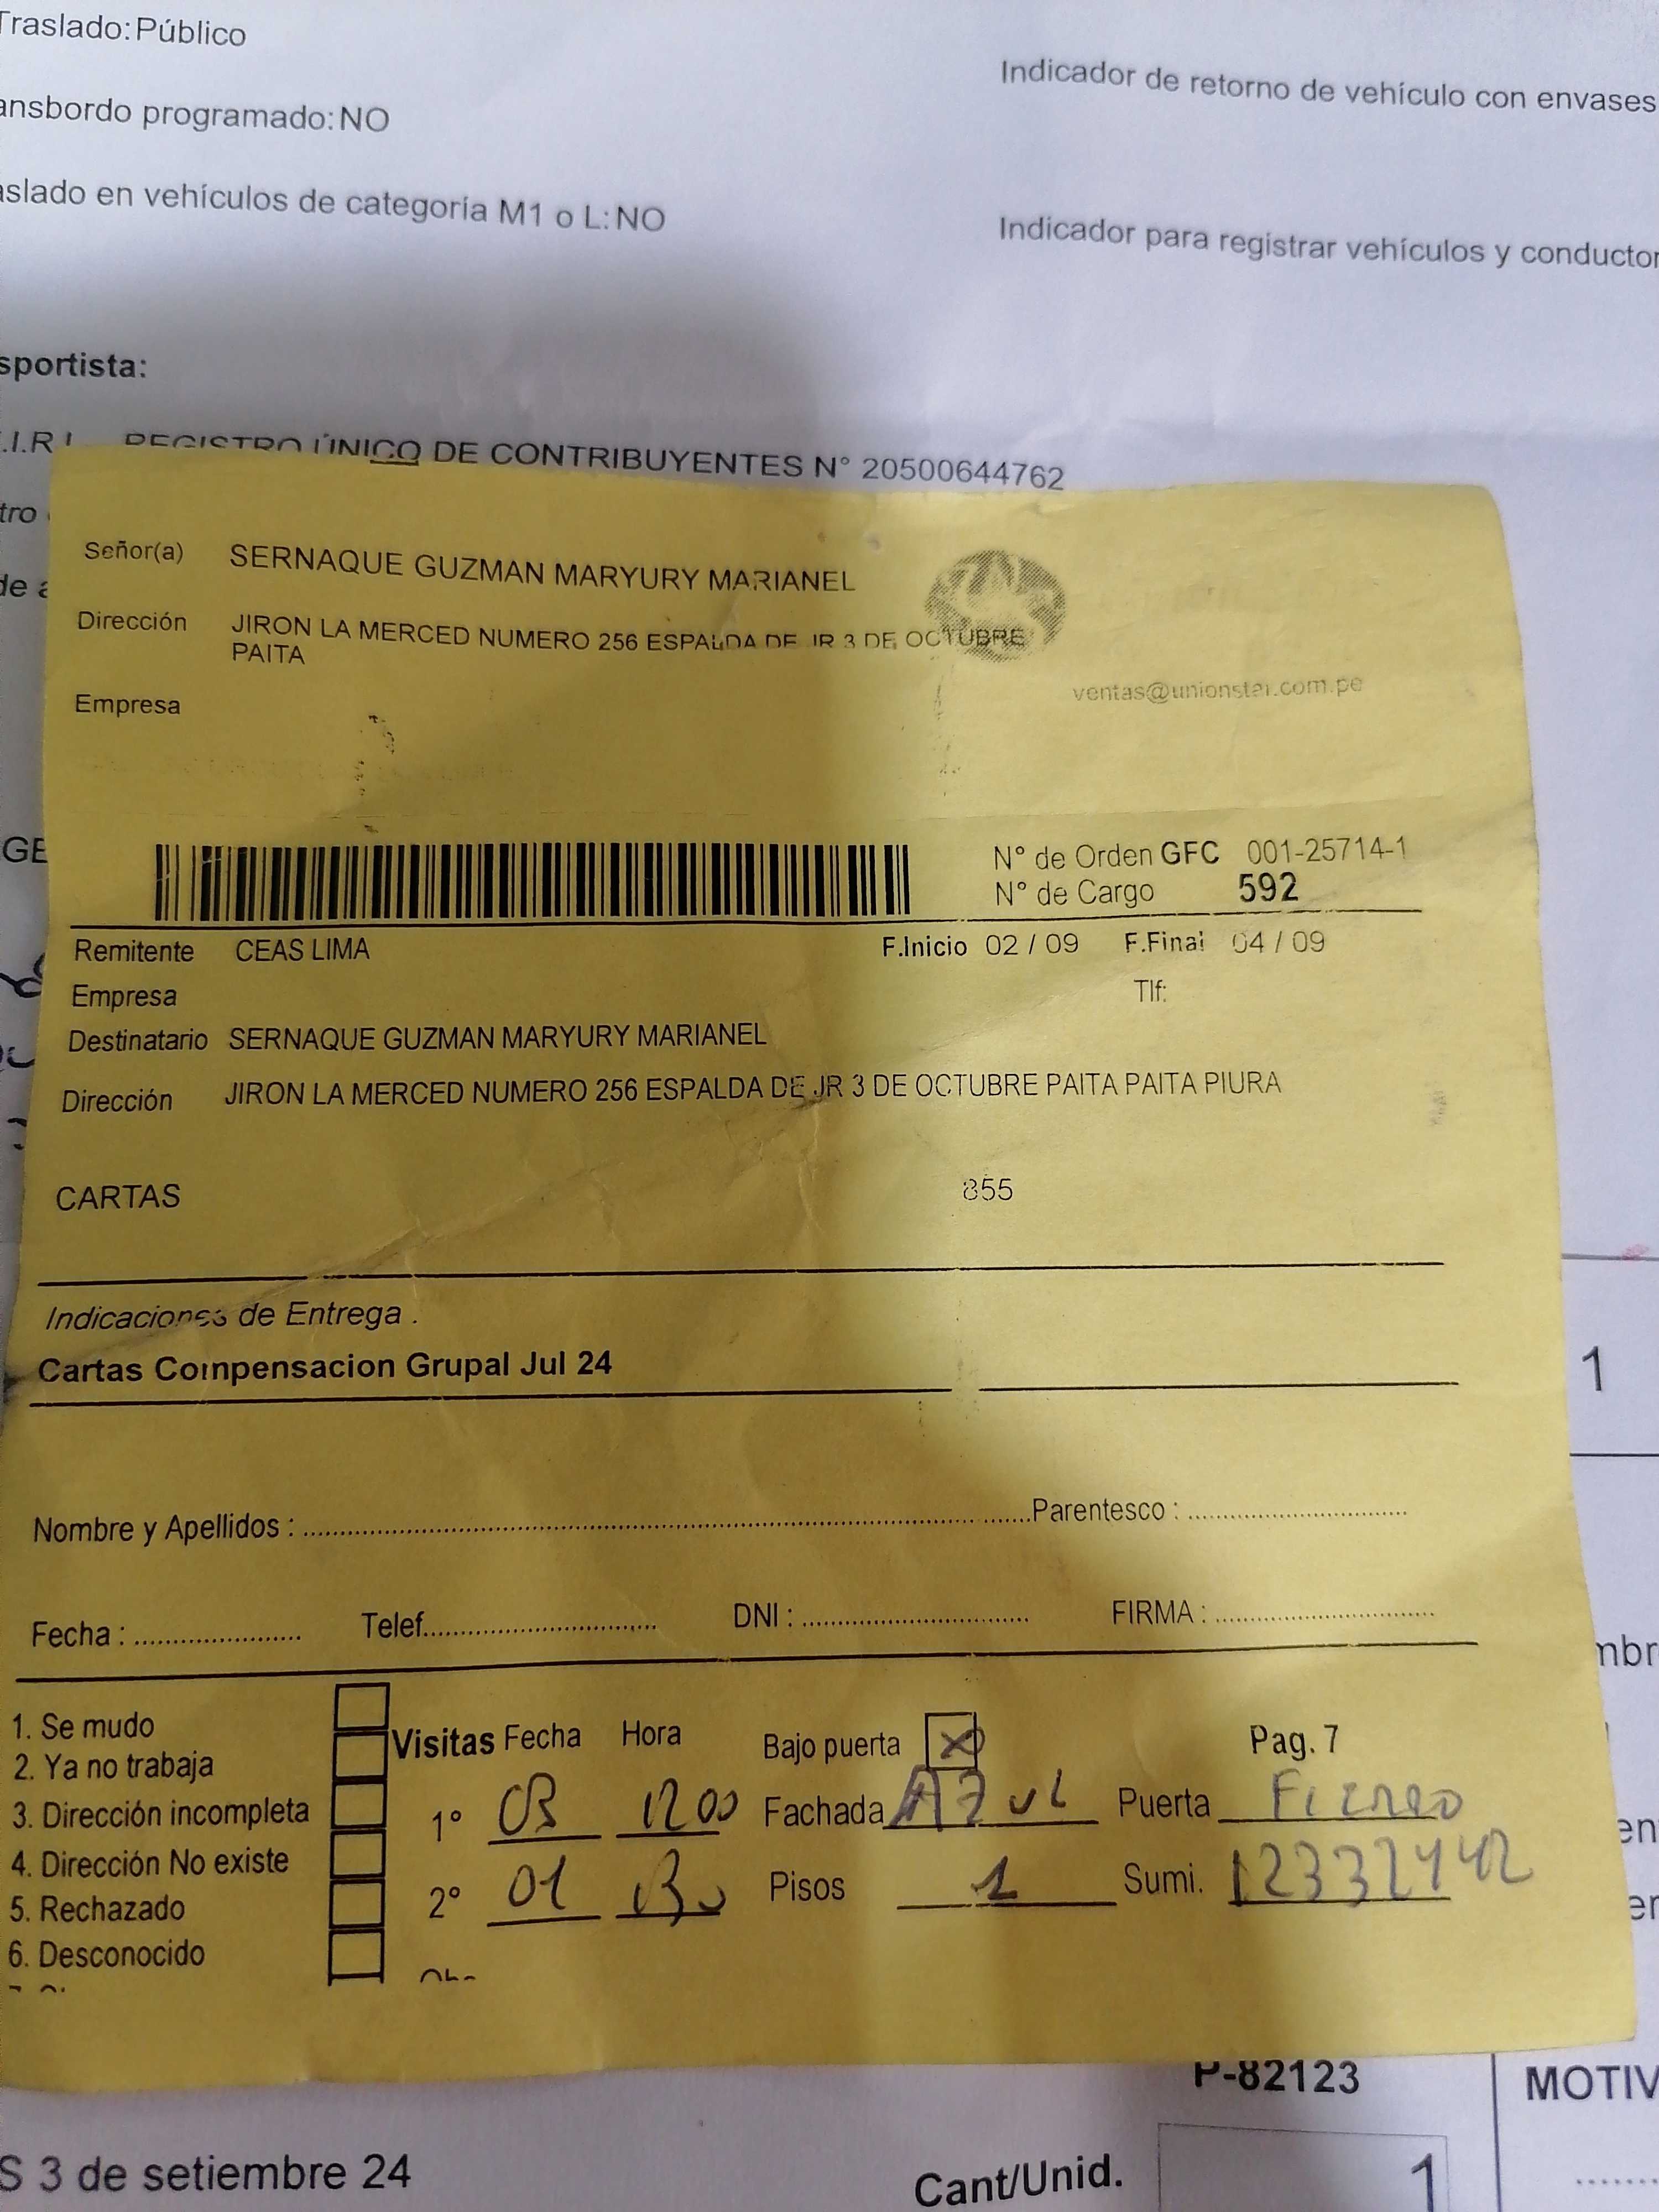 Traslado:Público
Indicador de retorno de vehículo con envases
ansbordo programado:NO
aslado en vehículos de categoría M1 o L:NO
Indicador para registrar vehículos y conductor
sportista:
.I.R.L. REGISTRO ÚNICO DE CONTRIBUYENTES N° 20500644762
tro
de a
Señor(a) SERNAQUE GUZMAN MARYURY MARIANEL
Dirección JIRON LA MERCED NUMERO 256 ESPALDA DE JR 3 DE OCTUBRE
PAITA
ventas@unionstar.com.pe
Empresa
GE
N° de Orden GFC 001-25714-1
N° de Cargo 592
Remitente CEAS LIMA F.Inicio 02 / 09 F.Final 04 / 09
Empresa Tlf:
Destinatario SERNAQUE GUZMAN MARYURY MARIANEL
Dirección JIRON LA MERCED NUMERO 256 ESPALDA DE JR 3 DE OCTUBRE PAITA PAITA PIURA
CARTAS 855
Indicaciones de Entrega .
Cartas Compensacion Grupal Jul 24
1
Nombre y Apellidos : Parentesco :
Fecha : Telef. DNI : FIRMA :
mbr
1. Se mudo
2. Ya no trabaja
3. Dirección incompleta
4. Dirección No existe
5. Rechazado
6. Desconocido
Visitas Fecha Hora Bajo puerta X Pag. 7
1° 03 1200 Fachada AZUL Puerta Fierro
2° 04 Pisos 1 Sumi. 12332442
en
er
P-82123
MOTIV
S 3 de setiembre 24 Cant/Unid. 1